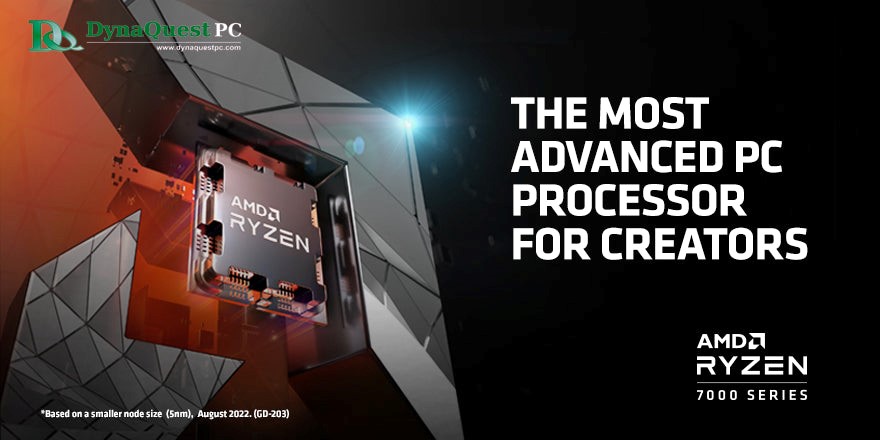 DynaQuest PC
www.dynaquestpc.com
THE MOST
ADVANCED PC
PROCESSOR
FOR CREATORS
AMD
RYZEN
AMD
RYZEN
7000 SERIES
*Based on a smaller node size (5nm), August 2022. (GD-203)